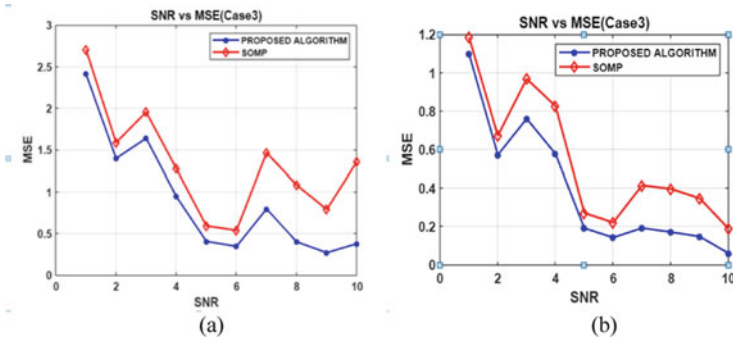 SNR vs MSE(Case3)
PROPOSED ALGORITHM
SOMP
MSE
3
2.5
2
1.5
1
0.5
0
0 2 4 6 8 10
SNR
(a)
SNR vs MSE(Case3)
PROPOSED ALGORITHM
SOMP
MSE
1.2
1
0.8
0.6
0.4
0.2
0
0 2 4 6 8 10
SNR
(b)